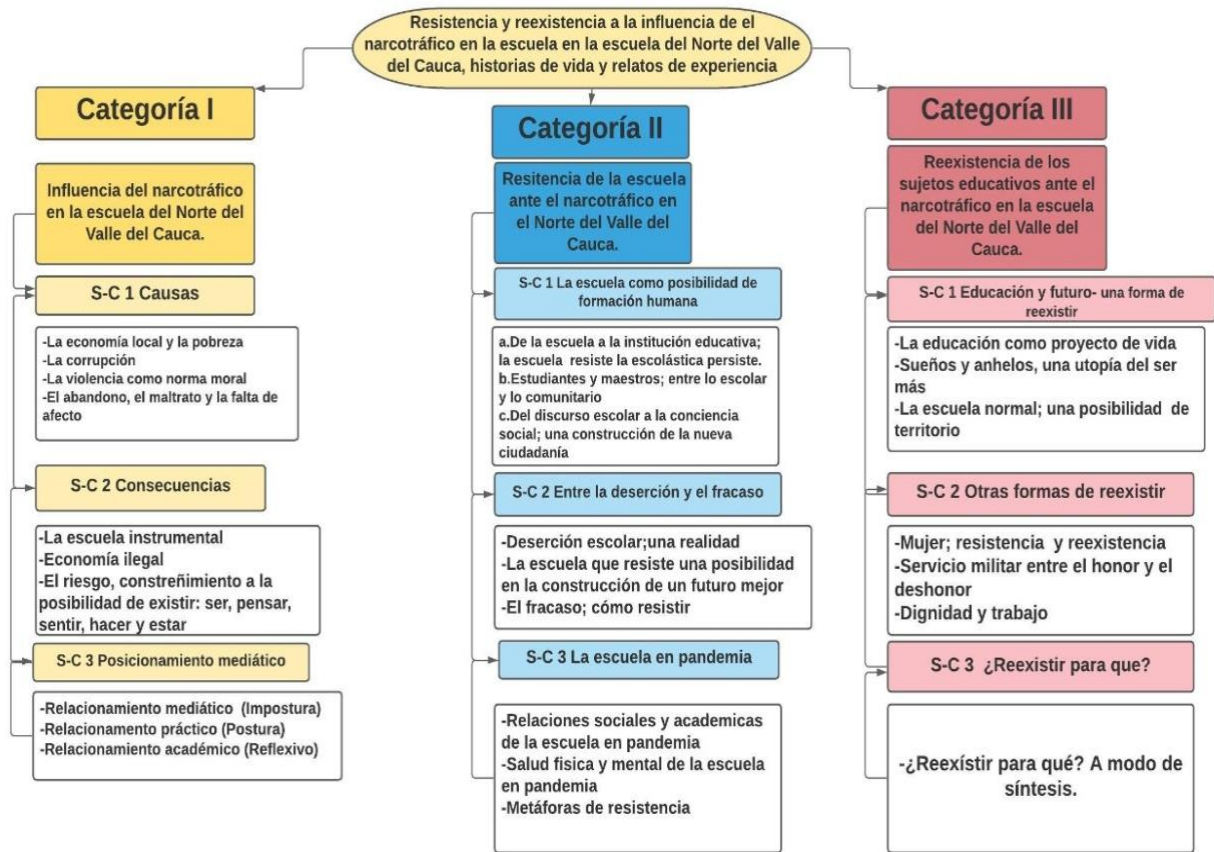 Resistencia y reexistencia a la influencia de el
narcotráfico en la escuela en la escuela del Norte del Valle
del Cauca, historias de vida y relatos de experiencia
Categoría I
Influencia del narcotráfico
en la escuela del Norte del
Valle del Cauca.
S-C 1 Causas
-La economía local y la pobreza
-La corrupción
-La violencia como norma moral
-El abandono, el maltrato y la falta de
afecto
S-C 2 Consecuencias
-La escuela instrumental
-Economía ilegal
-El riesgo, constreñimiento a la
posibilidad de existir: ser, pensar,
sentir, hacer y estar
S-C 3 Posicionamiento mediático
-Relacionamiento mediático (Impostura)
-Relacionamento práctico (Postura)
-Relacionamiento académico (Reflexivo)
Categoría II
Resitencia de la escuela
ante el narcotráfico en
el Norte del Valle del
Cauca.
S-C 1 La escuela como posibilidad de
formación humana
a.De la escuela a la institución educativa;
la escuela resiste la escolástica persiste.
b.Estudiantes y maestros; entre lo escolar
y lo comunitario
c.Del discurso escolar a la conciencia
social; una construcción de la nueva
ciudadanía
S-C 2 Entre la deserción y el fracaso
-Deserción escolar;una realidad
-La escuela que resiste una posibilidad
en la construcción de un futuro mejor
-El fracaso; cómo resistir
S-C 3 La escuela en pandemia
-Relaciones sociales y academicas
de la escuela en pandemia
-Salud fisica y mental de la escuela
en pandemia
-Metáforas de resistencia
Categoría III
Reexistencia de los
sujetos educativos ante el
narcotráfico en la escuela
del Norte del Valle del
Cauca.
S-C 1 Educación y futuro- una forma de
reexistir
-La educación como proyecto de vida
-Sueños y anhelos, una utopía del ser
más
-La escuela normal; una posibilidad de
territorio
S-C 2 Otras formas de reexistir
-Mujer; resistencia y reexistencia
-Servicio militar entre el honor y el
deshonor
-Dignidad y trabajo
S-C 3 ¿Reexistir para que?
-¿Reexístir para qué? A modo de
síntesis.